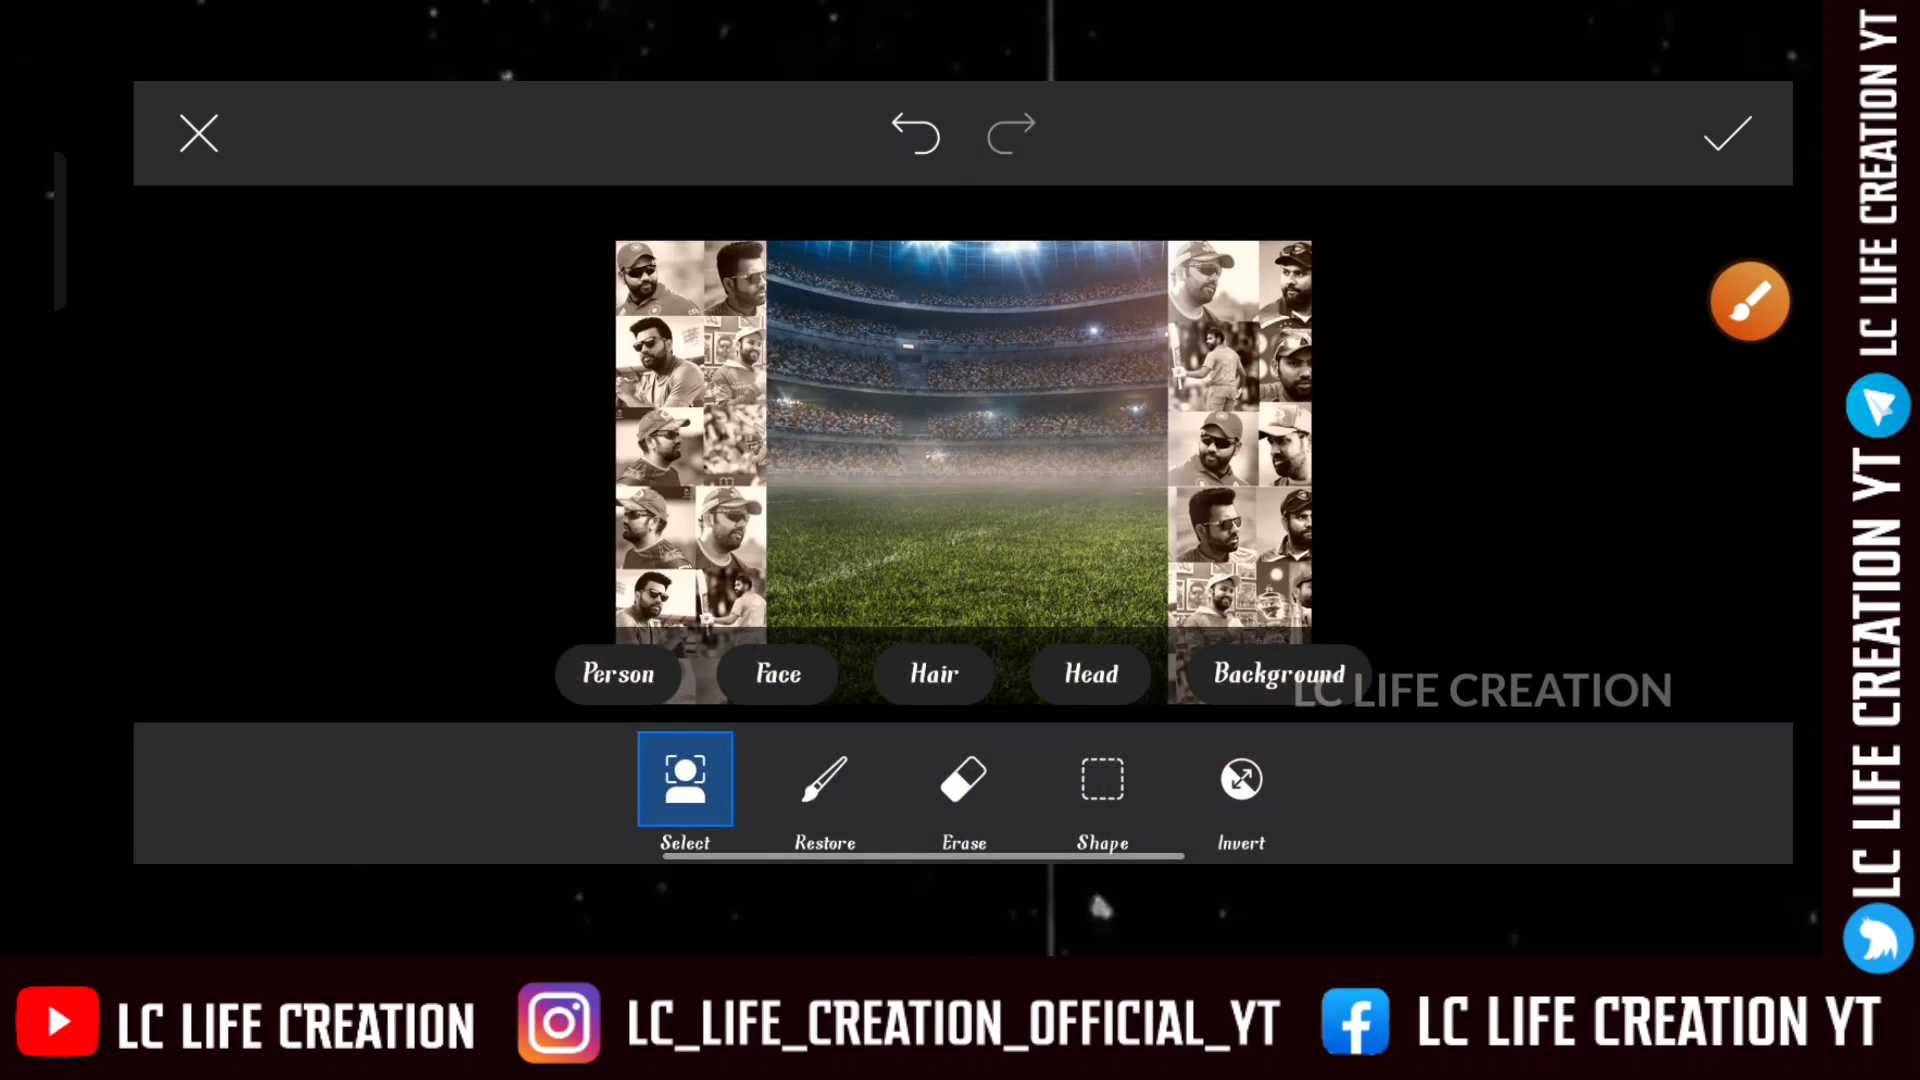 Person Face Hair Head Background
LC LIFE CREATION
Select Restore Erase Shape Invert
LC LIFE CREATION LC_LIFE_CREATION_OFFICIAL_YT LC LIFE CREATION YT
LC LIFE CREATION YT
LC LIFE CREATION YT